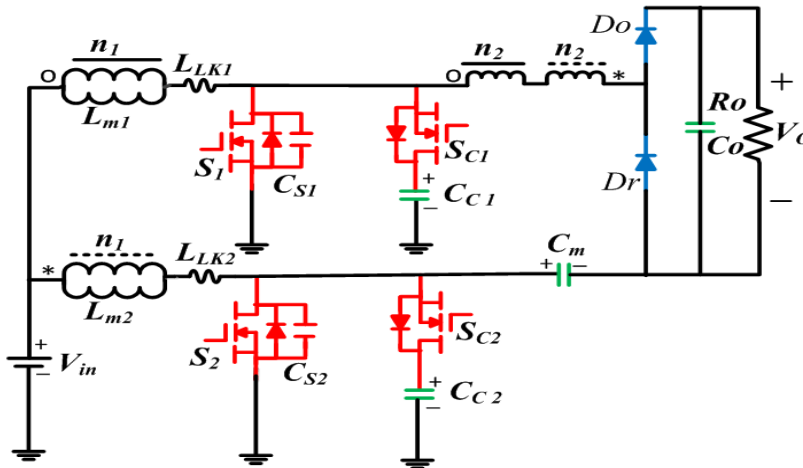 n1
n2
n2
Do
o
LLK1
o
*
+
Lm1
Ro
S1
SC1
Vo
Co
CS1
+
CC1
−
Dr
−
n1
LLK2
Cm
*
+ −
Lm2
S2
SC2
+
Vin
−
CS2
+
CC2
−